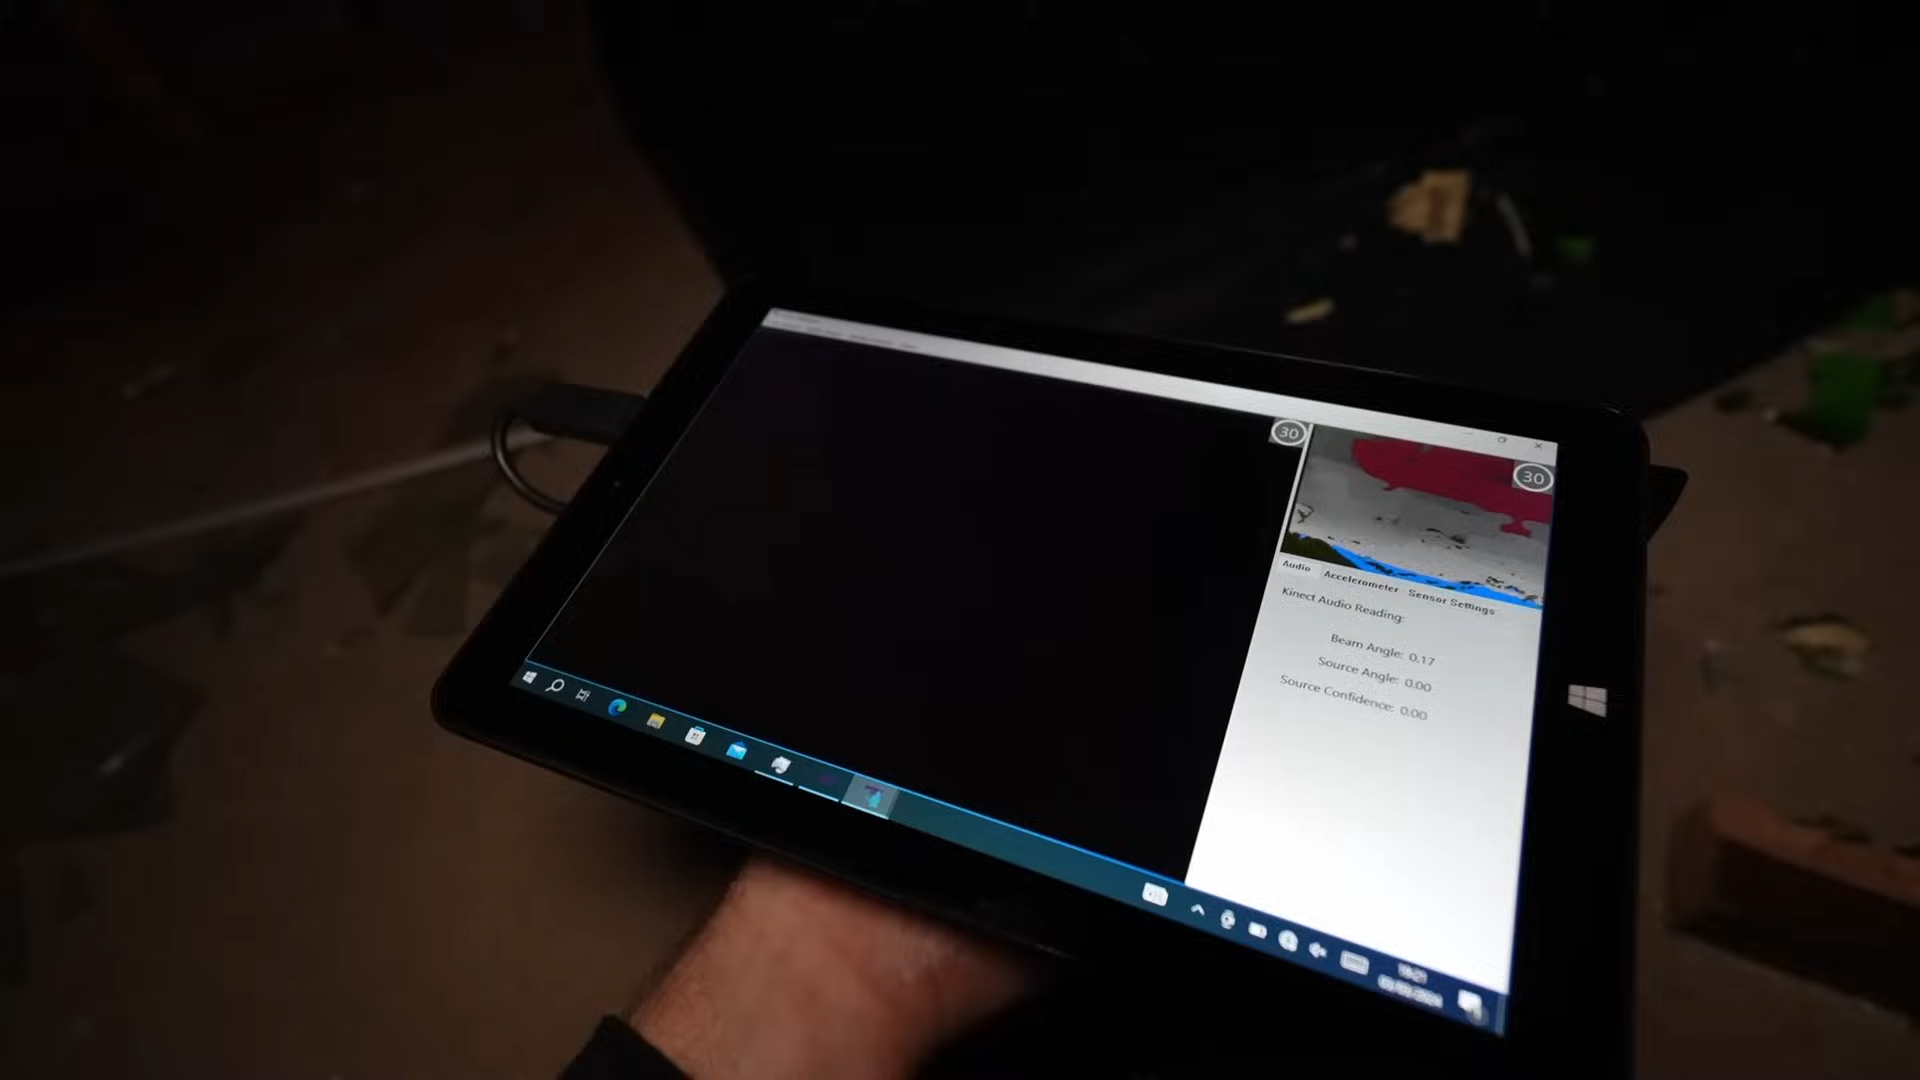 30
30
Audio Accelerometer Sensor Settings
Kinect Audio Reading:
Beam Angle: 0.17
Source Angle: 0.00
Source Confidence: 0.00